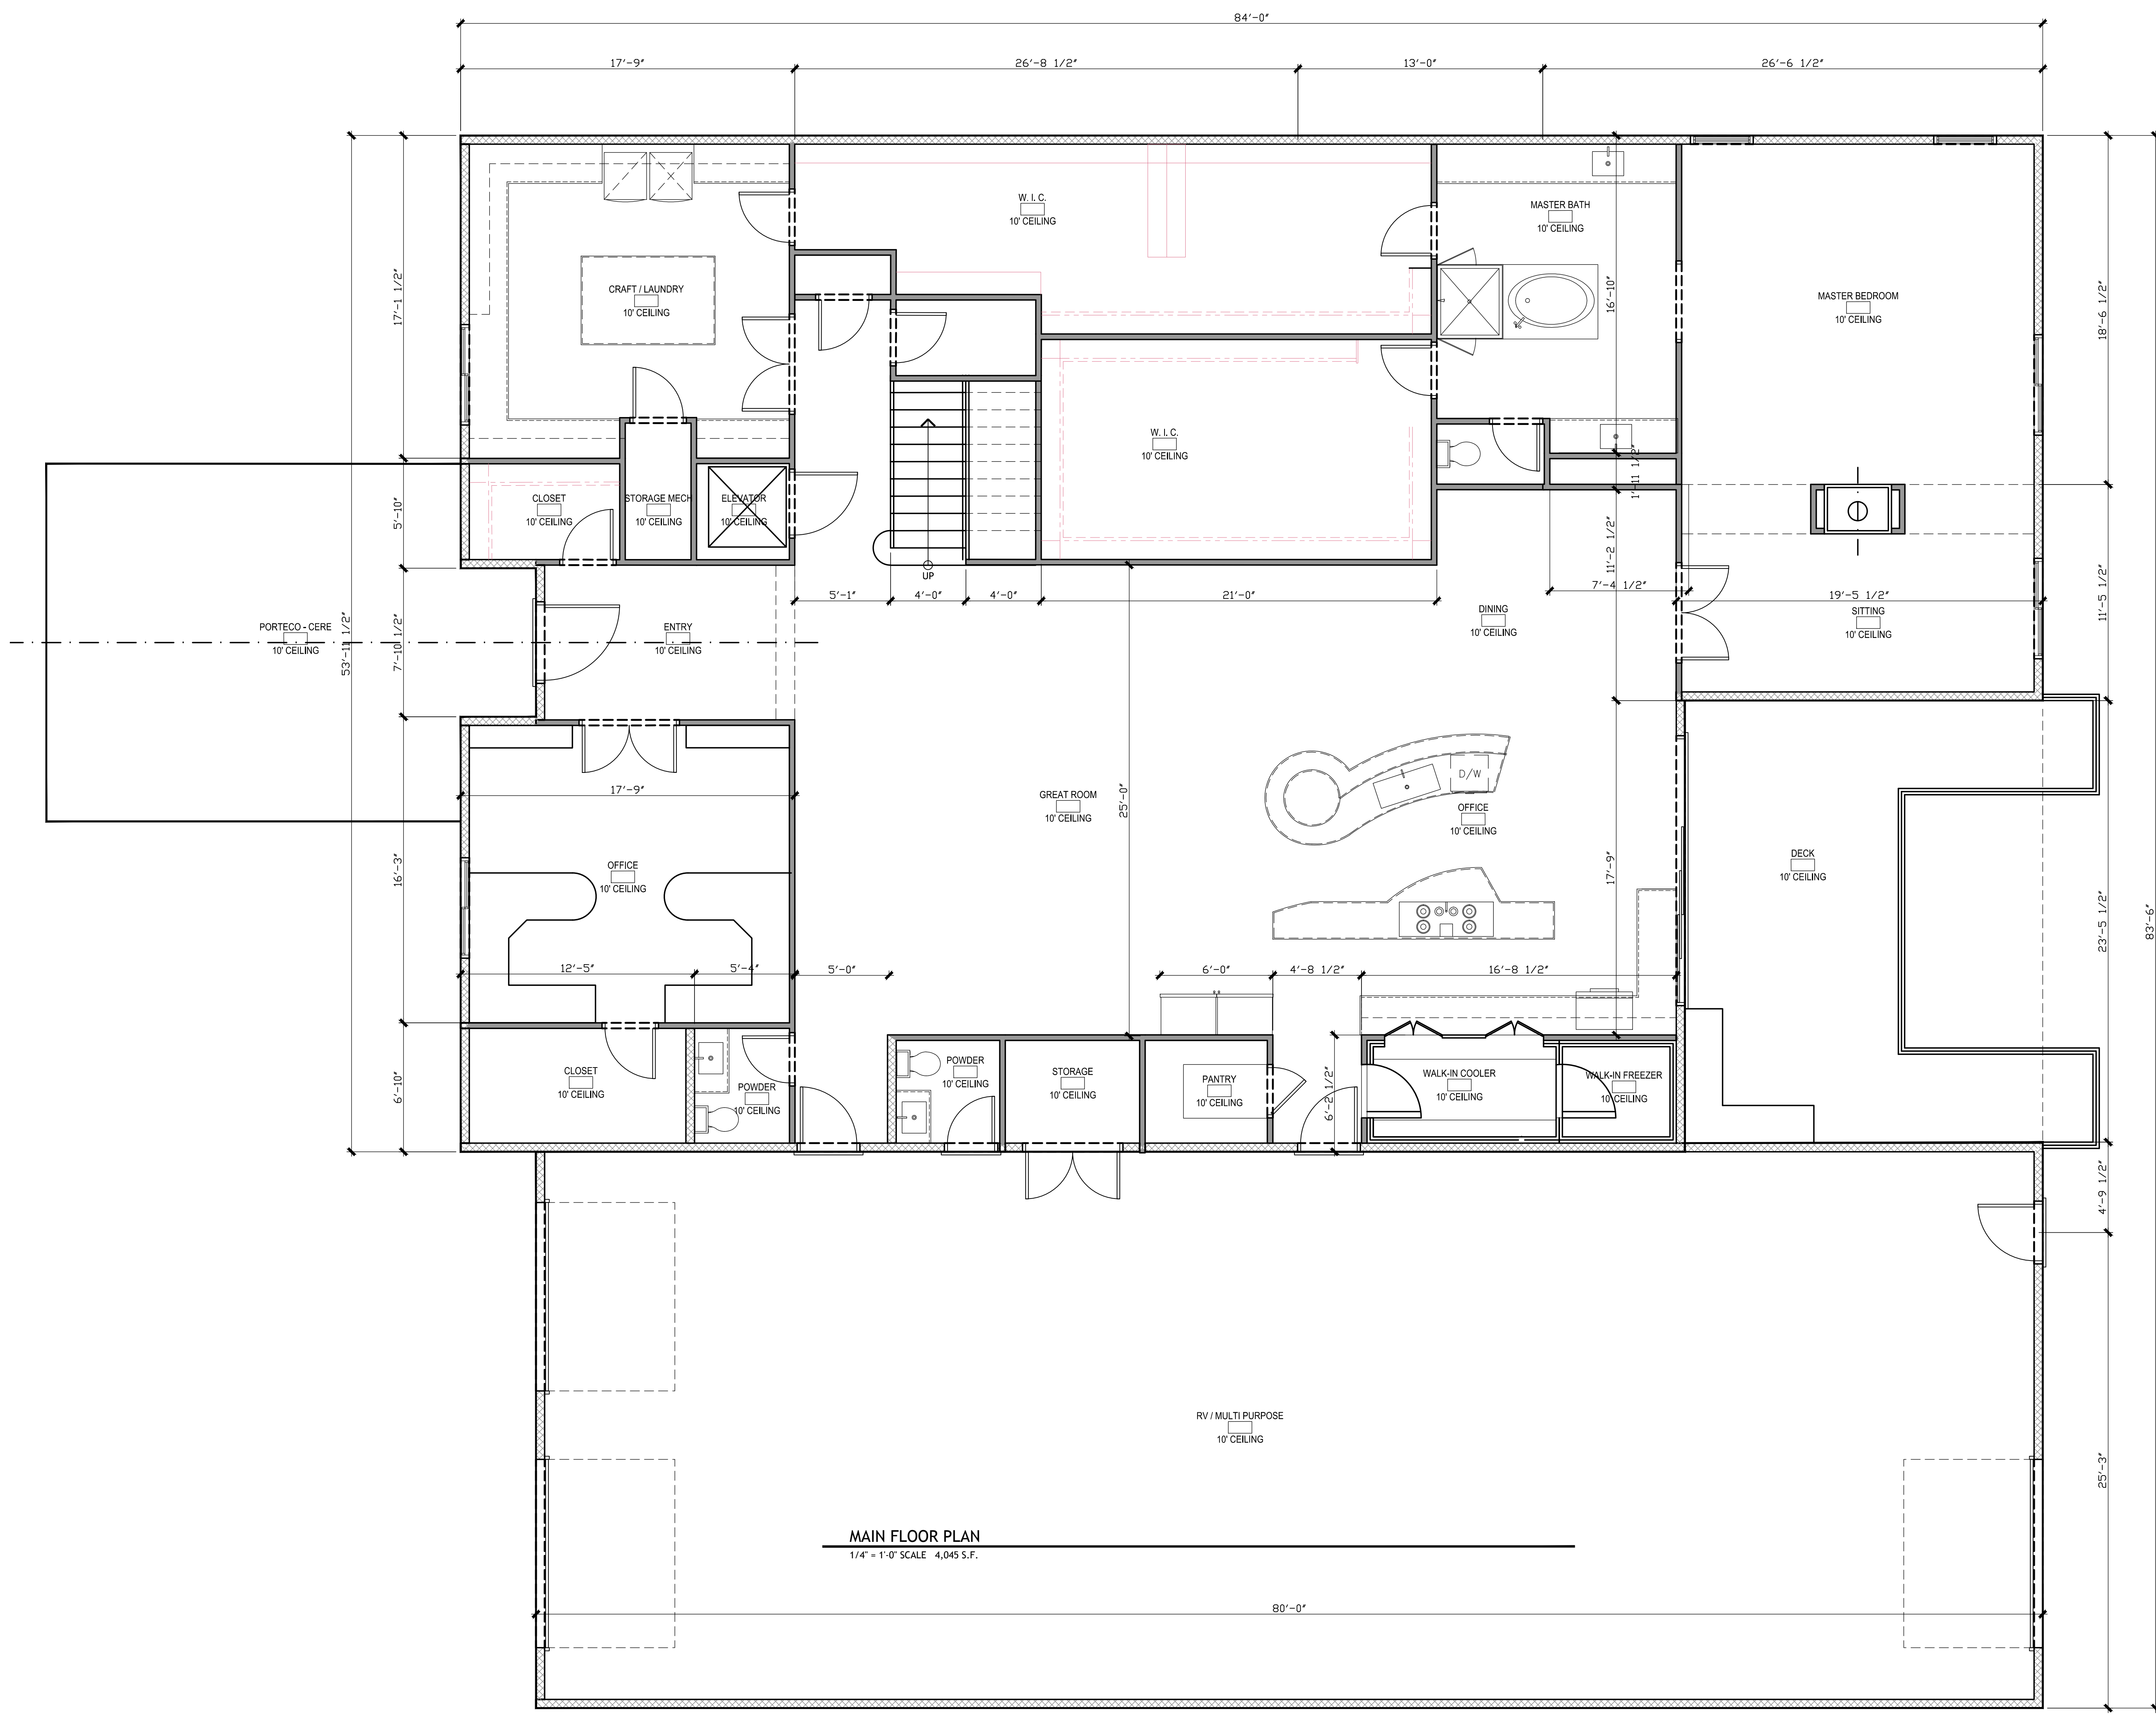 84'-0"
17'-9"
26'-8 1/2"
13'-0"
26'-6 1/2"
W. I. C.
10' CEILING
MASTER BATH
10' CEILING
CRAFT / LAUNDRY
10' CEILING
MASTER BEDROOM
10' CEILING
17'-1 1/2"
16'-10"
18'-6 1/2"
W. I. C.
10' CEILING
1'-11 1/2"
CLOSET
10' CEILING
STORAGE MECH
10' CEILING
ELEVATOR
10' CEILING
5'-10"
11'-2 1/2"
UP
7'-4 1/2"
5'-1"
4'-0"
4'-0"
21'-0"
19'-5 1/2"
11'-5 1/2"
DINING
10' CEILING
SITTING
10' CEILING
PORTECO - CERE
10' CEILING
53'-11 1/2"
7'-10 1/2"
ENTRY
10' CEILING
17'-9"
D/W
GREAT ROOM
10' CEILING
25'-0"
OFFICE
10' CEILING
OFFICE
10' CEILING
16'-3"
17'-9"
DECK
10' CEILING
23'-5 1/2"
83'-6"
12'-5"
5'-4"
5'-0"
6'-0"
4'-8 1/2"
16'-8 1/2"
CLOSET
10' CEILING
6'-10"
POWDER
10' CEILING
POWDER
10' CEILING
STORAGE
10' CEILING
PANTRY
10' CEILING
6'-2 1/2"
WALK-IN COOLER
10' CEILING
WALK-IN FREEZER
10' CEILING
4'-9 1/2"
RV / MULTI PURPOSE
10' CEILING
25'-3"
MAIN FLOOR PLAN
1/4" = 1'-0" SCALE 4,045 S.F.
80'-0"